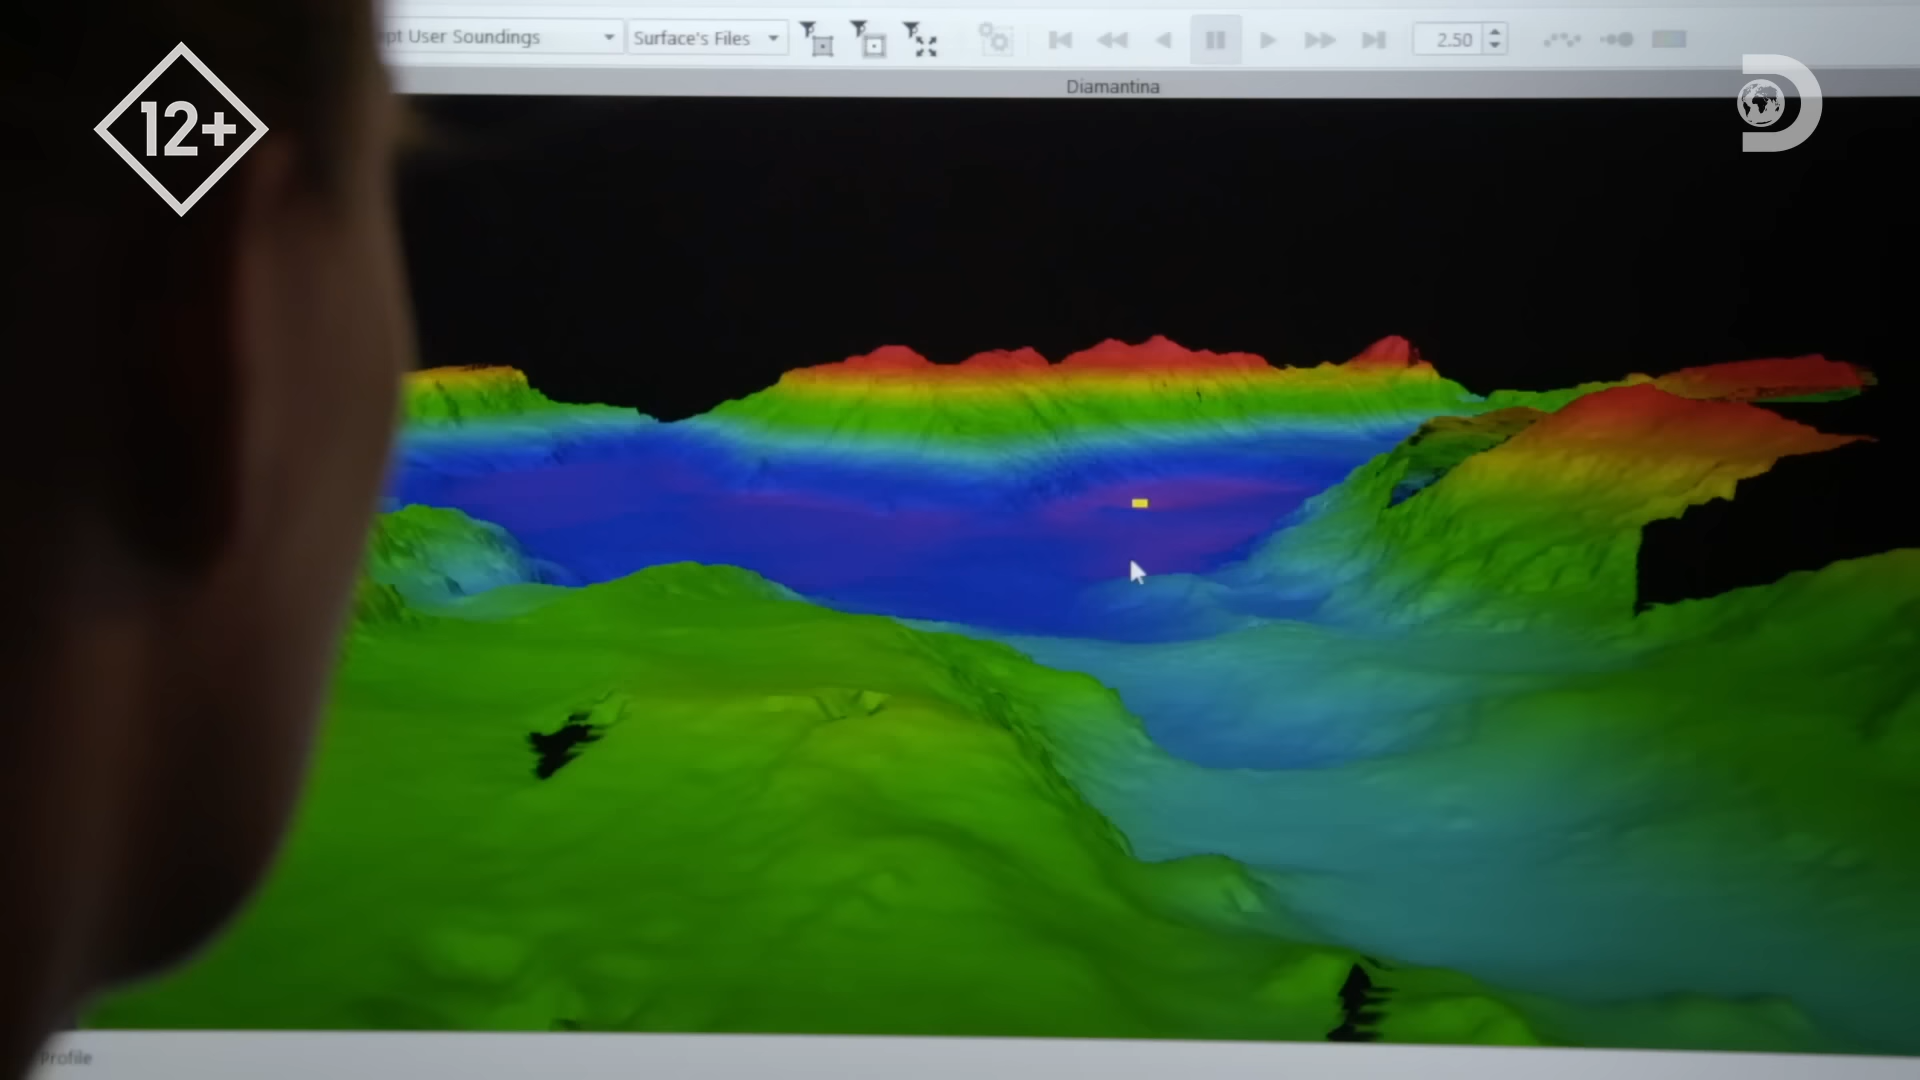 pt User Soundings
Surface's Files
2.50
Diamantina
12+
Profile